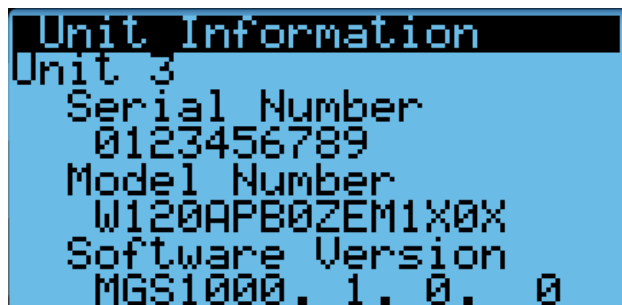 Unit Information
Unit 3
Serial Number
0123456789
Model Number
W120APB0ZEM1X0X
Software Version
MGS1000. 1. 0. 0